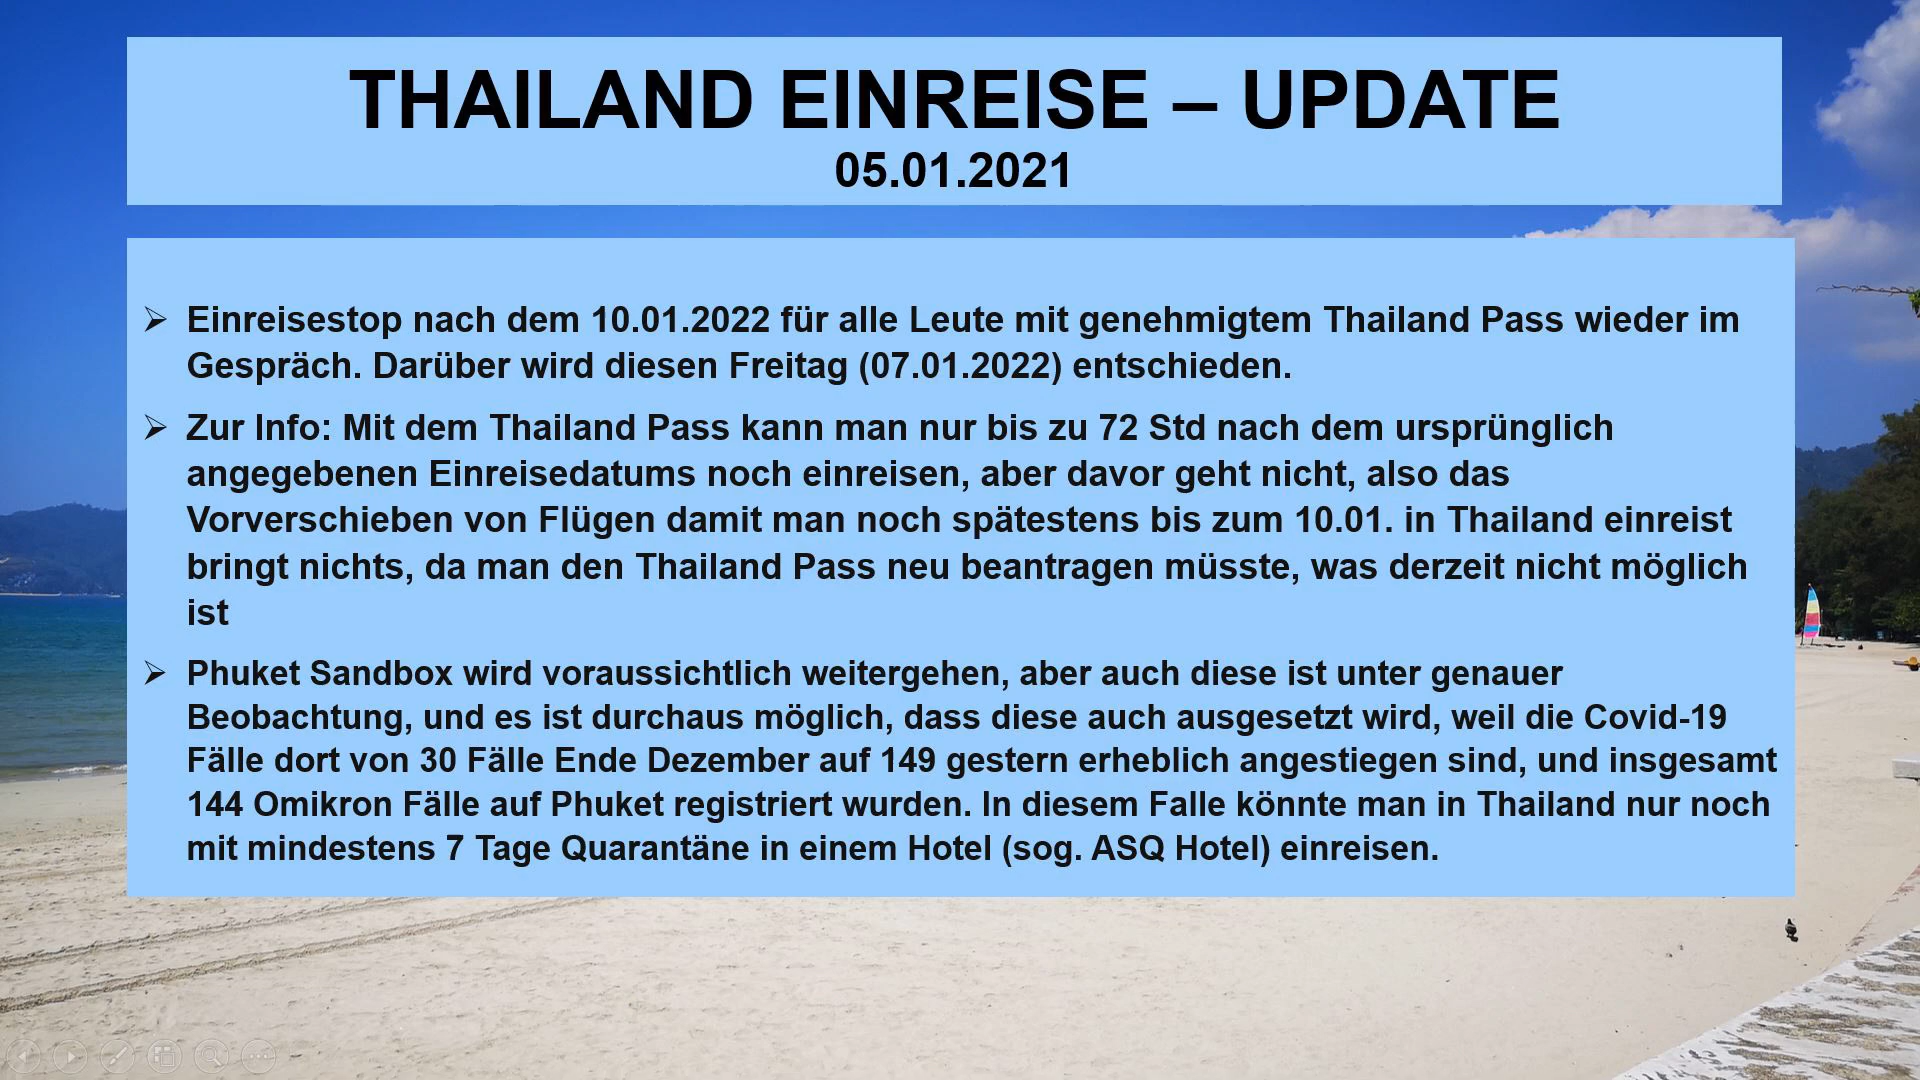 THAILAND EINREISE – UPDATE
05.01.2021
Einreisestop nach dem 10.01.2022 für alle Leute mit genehmigtem Thailand Pass wieder im
Gespräch. Darüber wird diesen Freitag (07.01.2022) entschieden.
Zur Info: Mit dem Thailand Pass kann man nur bis zu 72 Std nach dem ursprünglich
angegebenen Einreisedatums noch einreisen, aber davor geht nicht, also das
Vorverschieben von Flügen damit man noch spätestens bis zum 10.01. in Thailand einreist
bringt nichts, da man den Thailand Pass neu beantragen müsste, was derzeit nicht möglich
ist
Phuket Sandbox wird voraussichtlich weitergehen, aber auch diese ist unter genauer
Beobachtung, und es ist durchaus möglich, dass diese auch ausgesetzt wird, weil die Covid-19
Fälle dort von 30 Fälle Ende Dezember auf 149 gestern erheblich angestiegen sind, und insgesamt
144 Omikron Fälle auf Phuket registriert wurden. In diesem Falle könnte man in Thailand nur noch
mit mindestens 7 Tage Quarantäne in einem Hotel (sog. ASQ Hotel) einreisen.